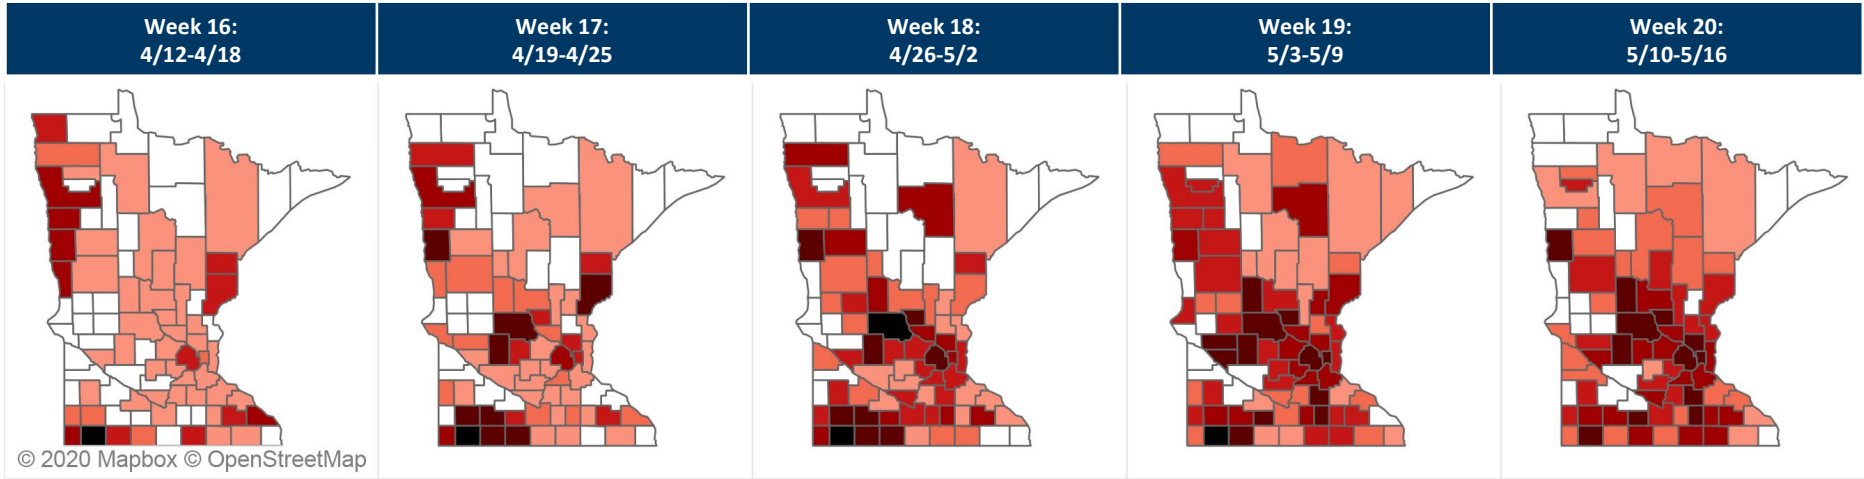 Week 16:
4/12-4/18
Week 17:
4/19-4/25
Week 18:
4/26-5/2
Week 19:
5/3-5/9
Week 20:
5/10-5/16
© 2020 Mapbox © OpenStreetMap